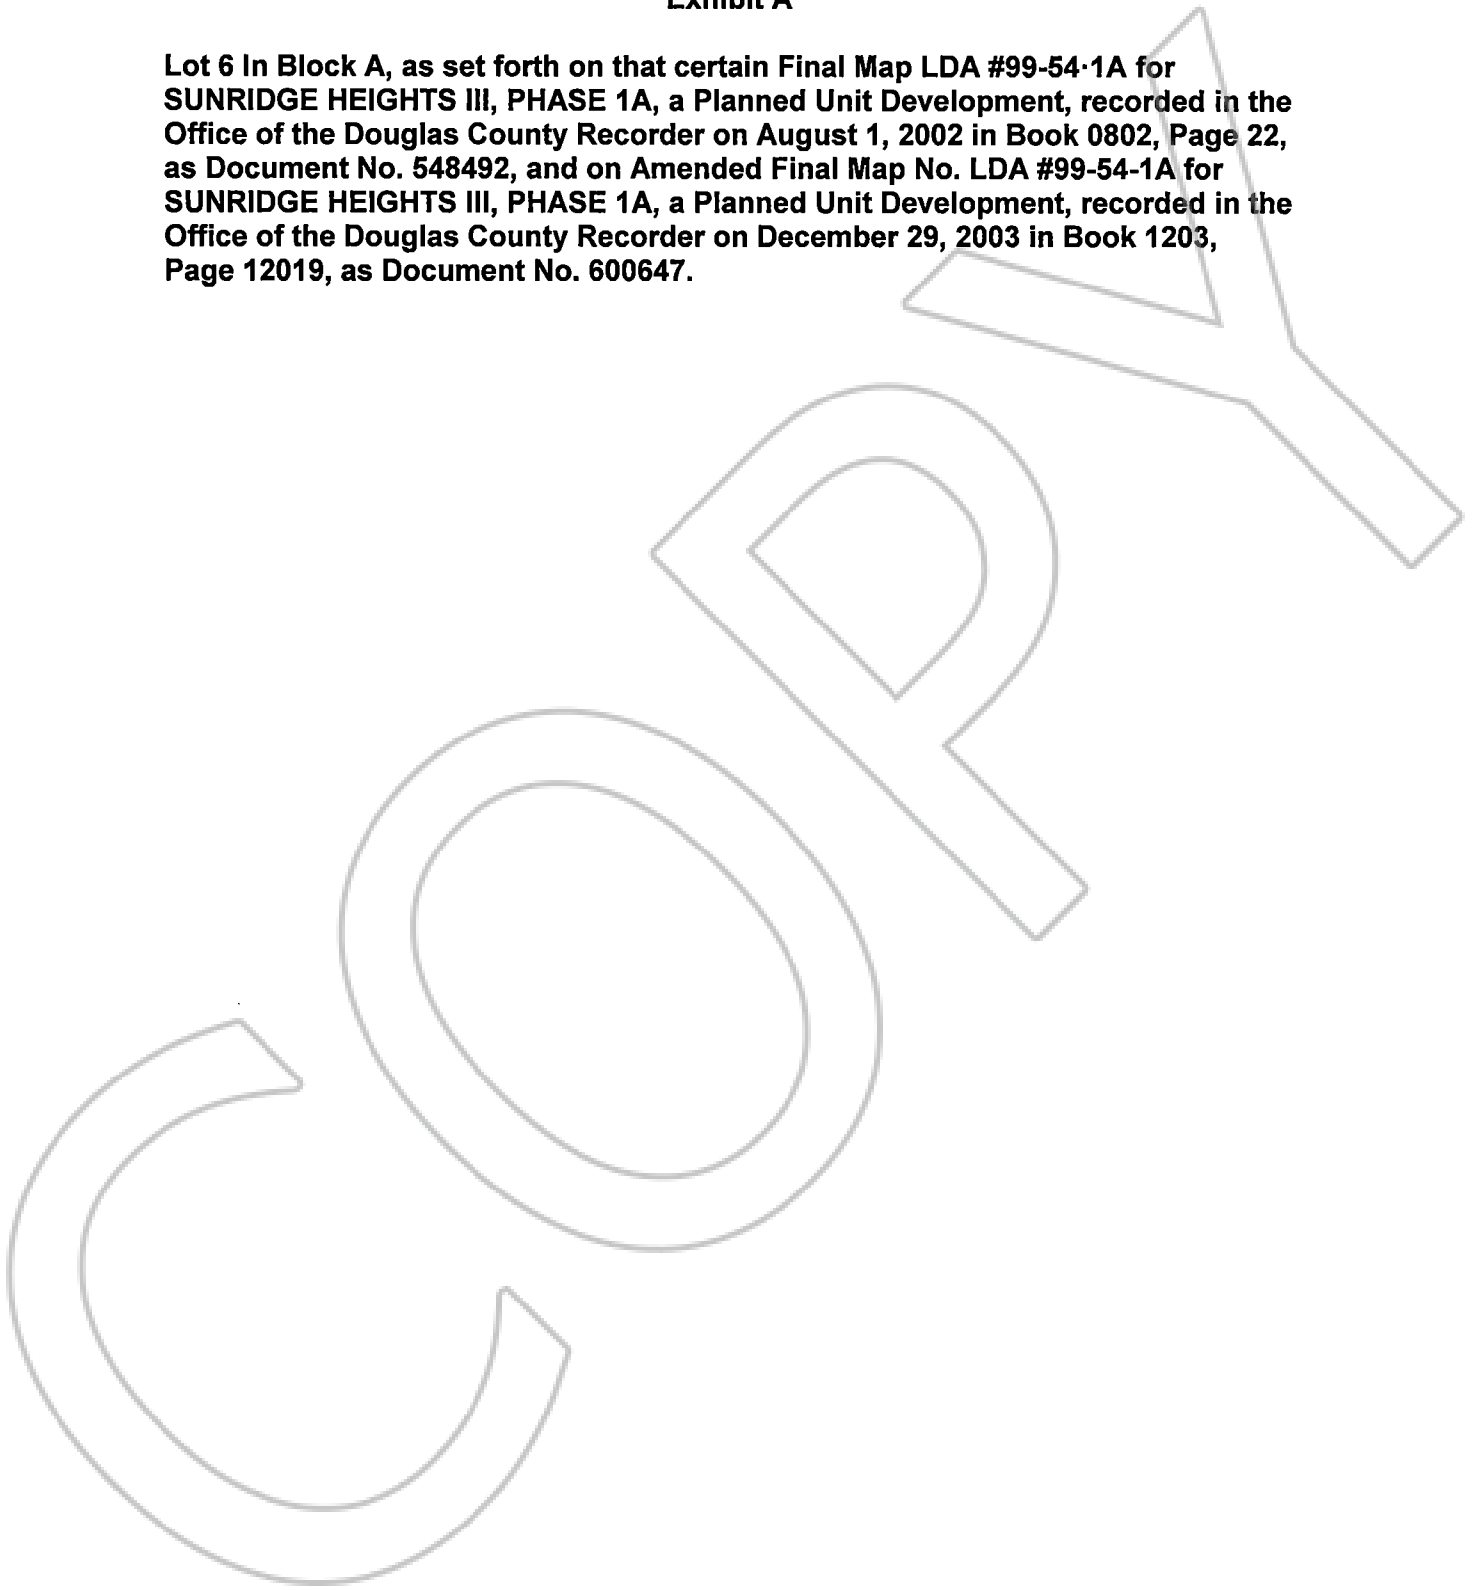 Exhibit A
Lot 6 In Block A, as set forth on that certain Final Map LDA #99-54·1A for
SUNRIDGE HEIGHTS III, PHASE 1A, a Planned Unit Development, recorded in the
Office of the Douglas County Recorder on August 1, 2002 in Book 0802, Page 22,
as Document No. 548492, and on Amended Final Map No. LDA #99-54-1A for
SUNRIDGE HEIGHTS III, PHASE 1A, a Planned Unit Development, recorded in the
Office of the Douglas County Recorder on December 29, 2003 in Book 1203,
Page 12019, as Document No. 600647.
COPY